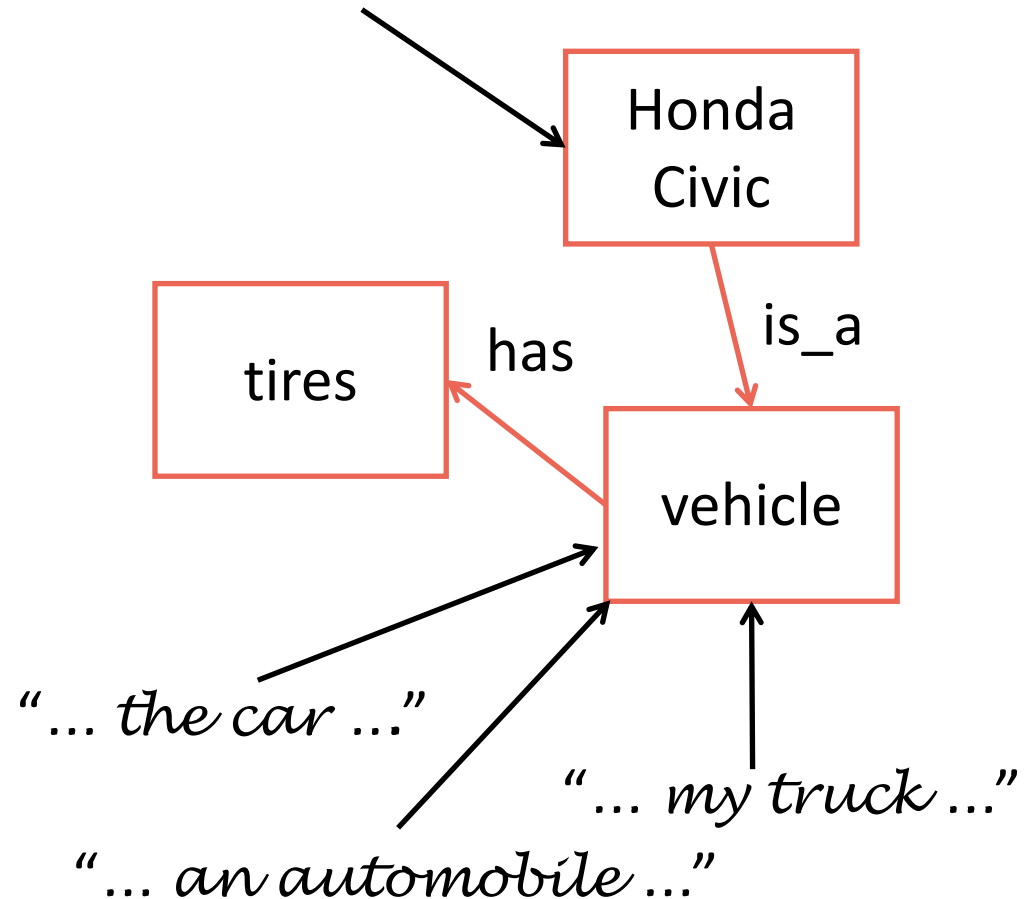 Honda
Civic
is_a
has
tires
vehicle
“... the car ...”
“... my truck ...”
“... an automobile ...”